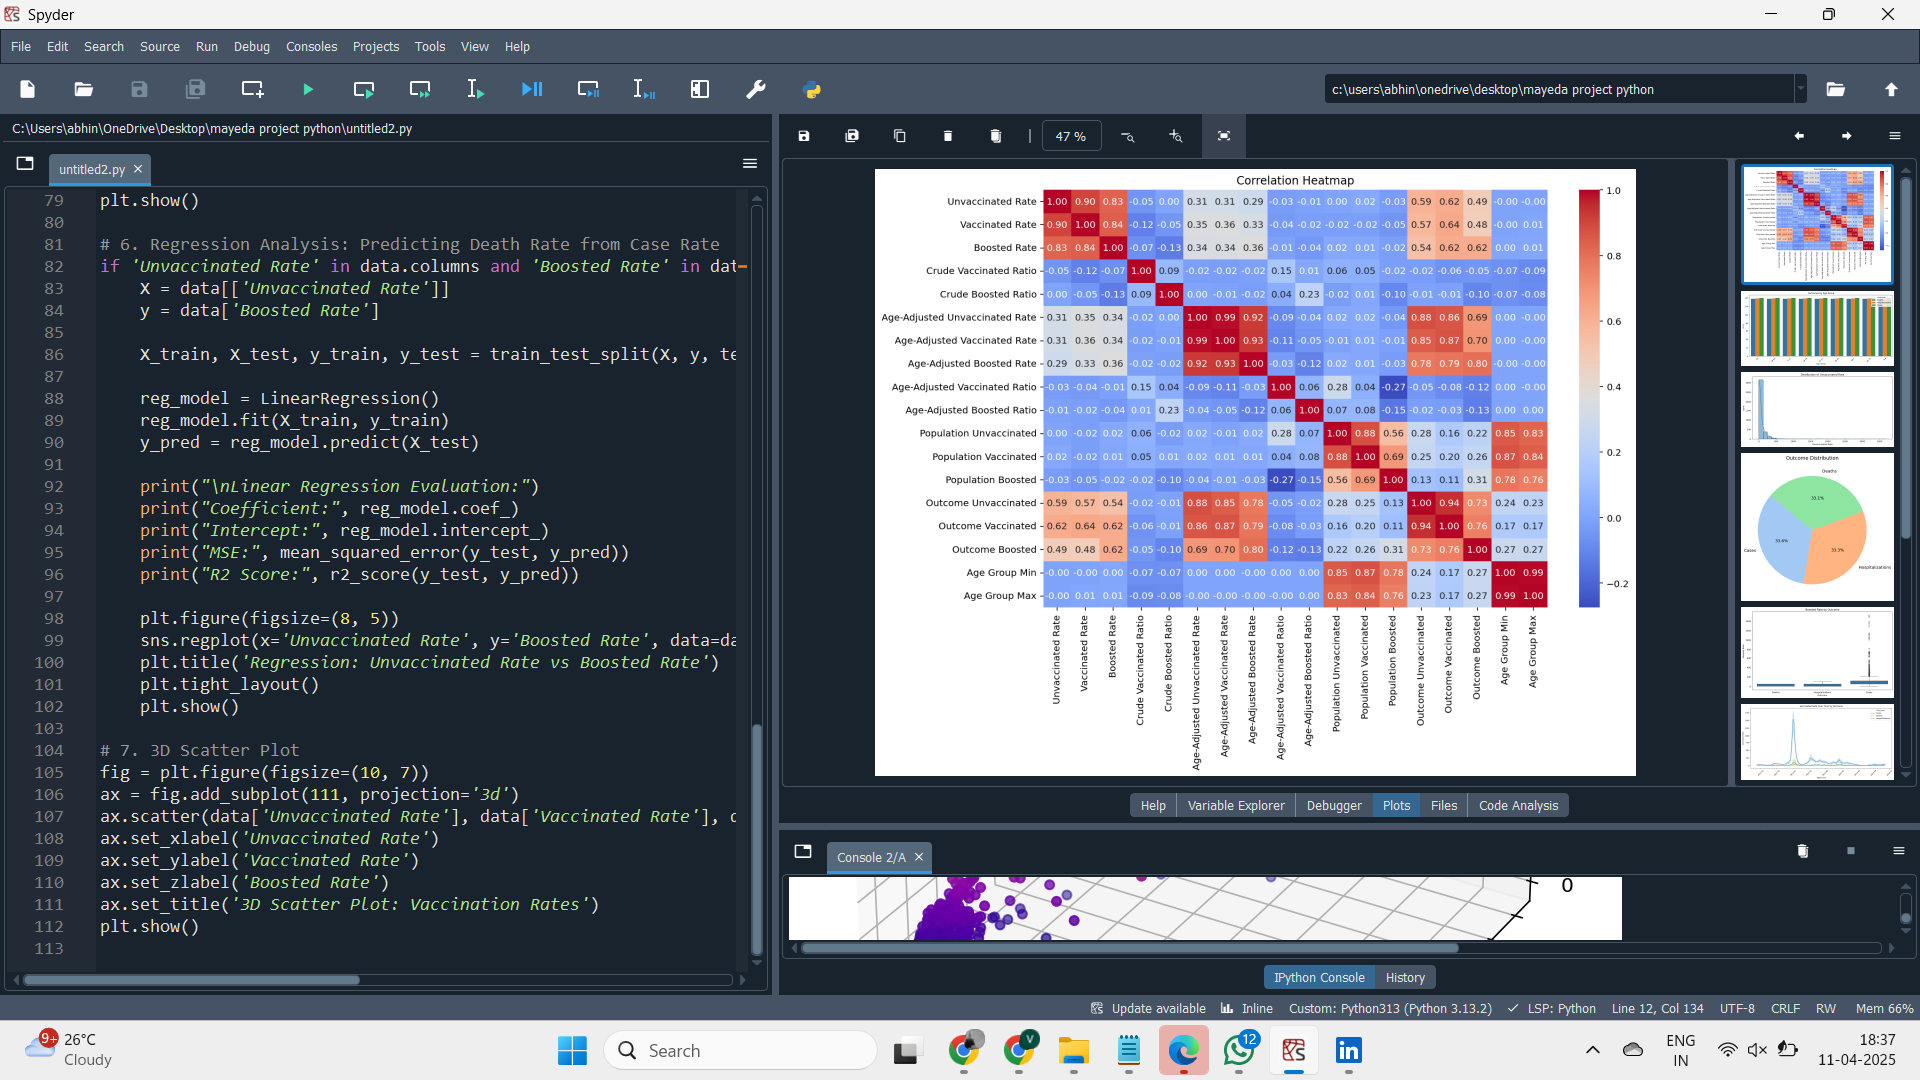 Spyder
File Edit Search Source Run Debug Consoles Projects Tools View Help
c:\users\abhin\onedrive\desktop\mayeda project python
C:\Users\abhin\OneDrive\Desktop\mayeda project python\untitled2.py
untitled2.py
79 plt.show()
80
81 # 6. Regression Analysis: Predicting Death Rate from Case Rate
82 if 'Unvaccinated Rate' in data.columns and 'Boosted Rate' in dat
83 X = data[['Unvaccinated Rate']]
84 y = data['Boosted Rate']
85
86 X_train, X_test, y_train, y_test = train_test_split(X, y, te
87
88 reg_model = LinearRegression()
89 reg_model.fit(X_train, y_train)
90 y_pred = reg_model.predict(X_test)
91
92 print("\nLinear Regression Evaluation:")
93 print("Coefficient:", reg_model.coef_)
94 print("Intercept:", reg_model.intercept_)
95 print("MSE:", mean_squared_error(y_test, y_pred))
96 print("R2 Score:", r2_score(y_test, y_pred))
97
98 plt.figure(figsize=(8, 5))
99 sns.regplot(x='Unvaccinated Rate', y='Boosted Rate', data=da
100 plt.title('Regression: Unvaccinated Rate vs Boosted Rate')
101 plt.tight_layout()
102 plt.show()
103
104 # 7. 3D Scatter Plot
105 fig = plt.figure(figsize=(10, 7))
106 ax = fig.add_subplot(111, projection='3d')
107 ax.scatter(data['Unvaccinated Rate'], data['Vaccinated Rate'], d
108 ax.set_xlabel('Unvaccinated Rate')
109 ax.set_ylabel('Vaccinated Rate')
110 ax.set_zlabel('Boosted Rate')
111 ax.set_title('3D Scatter Plot: Vaccination Rates')
112 plt.show()
113
47 %
Correlation Heatmap
Unvaccinated Rate 1.00 0.90 0.83 -0.05 0.00 0.31 0.31 0.29 -0.03 -0.01 0.00 0.02 -0.03 0.59 0.62 0.49 -0.00 -0.00
Vaccinated Rate 0.90 1.00 0.84 -0.12 -0.05 0.35 0.36 0.33 -0.04 -0.02 -0.02 -0.02 -0.05 0.57 0.64 0.48 -0.00 0.01
Boosted Rate 0.83 0.84 1.00 -0.07 -0.13 0.34 0.34 0.36 -0.01 -0.04 0.02 0.01 -0.02 0.54 0.62 0.62 0.00 0.01
Crude Vaccinated Ratio -0.05 -0.12 -0.07 1.00 0.09 -0.02 -0.02 -0.02 0.15 0.01 0.06 0.05 -0.02 -0.02 -0.06 -0.05 -0.07 -0.09
Crude Boosted Ratio 0.00 -0.05 -0.13 0.09 1.00 0.00 -0.01 -0.02 0.04 0.23 -0.02 0.01 -0.10 -0.01 -0.01 -0.10 -0.07 -0.08
Age-Adjusted Unvaccinated Rate 0.31 0.35 0.34 -0.02 0.00 1.00 0.99 0.92 -0.09 -0.04 0.02 0.02 -0.04 0.88 0.86 0.69 0.00 -0.00
Age-Adjusted Vaccinated Rate 0.31 0.36 0.34 -0.02 -0.01 0.99 1.00 0.93 -0.11 -0.05 -0.01 0.01 -0.01 0.85 0.87 0.70 0.00 -0.00
Age-Adjusted Boosted Rate 0.29 0.33 0.36 -0.02 -0.02 0.92 0.93 1.00 -0.03 -0.12 0.02 0.01 -0.03 0.78 0.79 0.80 -0.00 -0.00
Age-Adjusted Vaccinated Ratio -0.03 -0.04 -0.01 0.15 0.04 -0.09 -0.11 -0.03 1.00 0.06 0.28 0.04 -0.27 -0.05 -0.08 -0.12 -0.00 -0.00
Age-Adjusted Boosted Ratio -0.01 -0.02 -0.04 0.01 0.23 -0.04 -0.05 -0.12 0.06 1.00 0.07 0.08 -0.15 -0.02 -0.03 -0.13 0.00 0.00
Population Unvaccinated 0.00 -0.02 0.02 0.06 -0.02 0.02 -0.01 0.02 0.28 0.07 1.00 0.88 0.56 0.28 0.16 0.22 0.85 0.83
Population Vaccinated 0.02 -0.02 0.01 0.05 0.01 0.02 0.01 0.01 0.04 0.08 0.88 1.00 0.69 0.25 0.20 0.26 0.87 0.84
Population Boosted -0.03 -0.05 -0.02 -0.02 -0.10 -0.04 -0.01 -0.03 -0.27 -0.15 0.56 0.69 1.00 0.13 0.11 0.31 0.78 0.76
Outcome Unvaccinated 0.59 0.57 0.54 -0.02 -0.01 0.88 0.85 0.78 -0.05 -0.02 0.28 0.25 0.13 1.00 0.94 0.73 0.24 0.23
Outcome Vaccinated 0.62 0.64 0.62 -0.06 -0.01 0.86 0.87 0.79 -0.08 -0.03 0.16 0.20 0.11 0.94 1.00 0.76 0.17 0.17
Outcome Boosted 0.49 0.48 0.62 -0.05 -0.10 0.69 0.70 0.80 -0.12 -0.13 0.22 0.26 0.31 0.73 0.76 1.00 0.27 0.27
Age Group Min -0.00 -0.00 0.00 -0.07 -0.07 0.00 0.00 -0.00 -0.00 0.00 0.85 0.87 0.78 0.24 0.17 0.27 1.00 0.99
Age Group Max -0.00 0.01 0.01 -0.09 -0.08 -0.00 -0.00 -0.00 -0.00 0.00 0.83 0.84 0.76 0.23 0.17 0.27 0.99 1.00
Unvaccinated Rate
Vaccinated Rate
Boosted Rate
Crude Vaccinated Ratio
Crude Boosted Ratio
Age-Adjusted Unvaccinated Rate
Age-Adjusted Vaccinated Rate
Age-Adjusted Boosted Rate
Age-Adjusted Vaccinated Ratio
Age-Adjusted Boosted Ratio
Population Unvaccinated
Population Vaccinated
Population Boosted
Outcome Unvaccinated
Outcome Vaccinated
Outcome Boosted
Age Group Min
Age Group Max
1.0
0.8
0.6
0.4
0.2
0.0
−0.2
Outcome Distribution
Deaths
33.1%
33.6%
33.3%
Cases
Hospitalizations
Help Variable Explorer Debugger Plots Files Code Analysis
Console 2/A
0
IPython Console History
Update available Inline Custom: Python313 (Python 3.13.2) LSP: Python Line 12, Col 134 UTF-8 CRLF RW Mem 66%
9+
26°C
Cloudy
Search
V
12
in
ENG
IN
18:37
11-04-2025